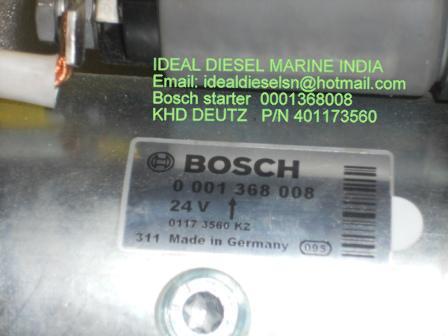 IDEAL DIESEL MARINE INDIA
Email: idealdieselsn@hotmail.com
Bosch starter 0001368008
KHD DEUTZ P/N 401173560
BOSCH
0 001 368 008
24 V ↑
0117 3560 KZ
311 Made in Germany 095